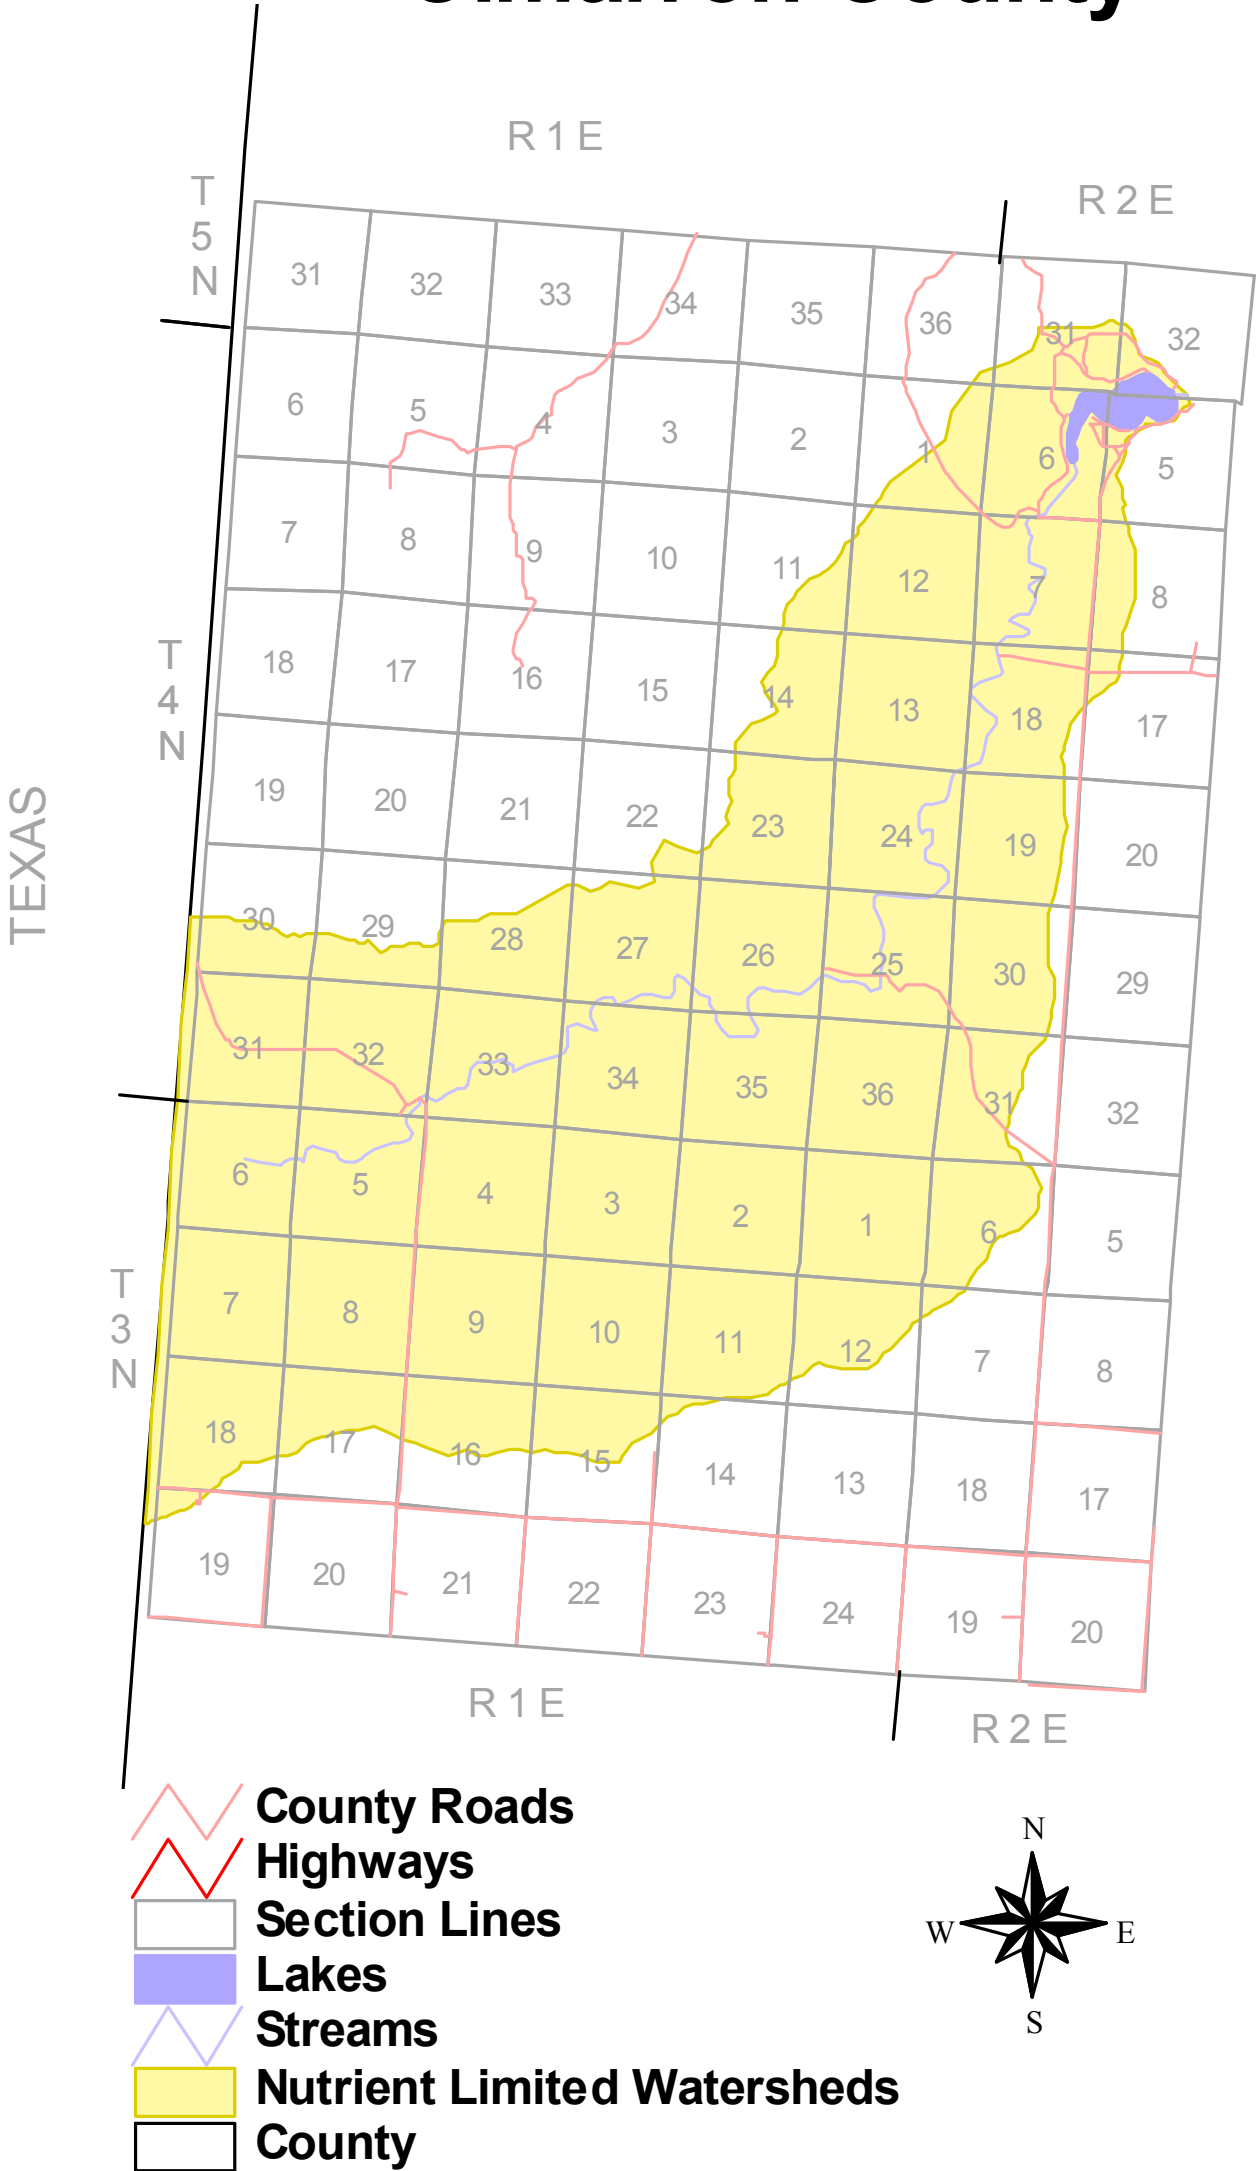 Cimarron County
R 1 E
R 2 E
T
5
N
31 32 33 34 35 36 31 32
6 5 4 3 2 1 6 5
7 8 9 10 11 12 7 8
T
4
N
18 17 16 15 14 13 18 17
TEXAS
19 20 21 22 23 24 19 20
30 29 28 27 26 25 30 29
31 32 33 34 35 36 31 32
6 5 4 3 2 1 6 5
T
3
N
7 8 9 10 11 12 7 8
18 17 16 15 14 13 18 17
19 20 21 22 23 24 19 20
R 1 E
R 2 E
County Roads
Highways
Section Lines
Lakes
Streams
Nutrient Limited Watersheds
County
N
W E
S